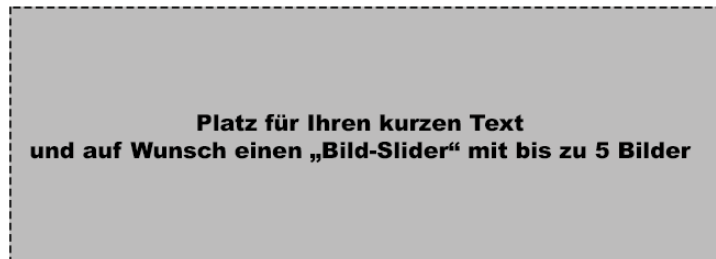 Platz für Ihren kurzen Text
und auf Wunsch einen „Bild-Slider“ mit bis zu 5 Bilder